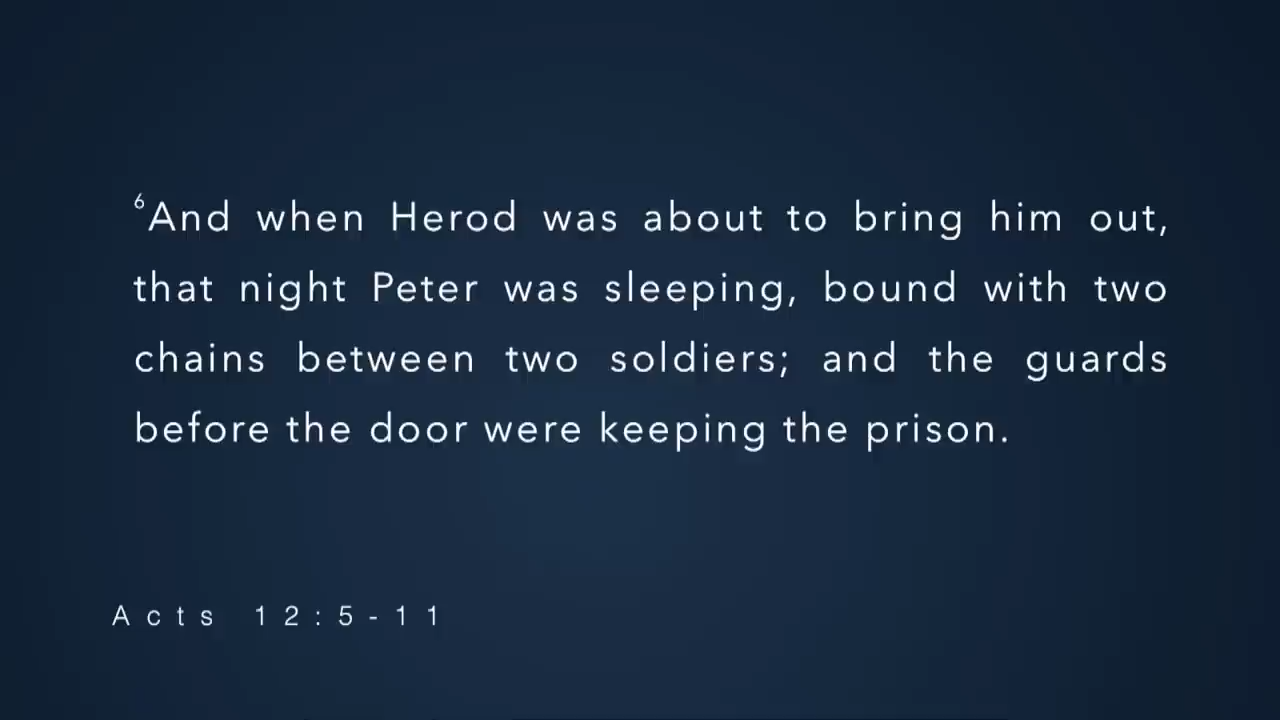 ⁶And when Herod was about to bring him out,
that night Peter was sleeping, bound with two
chains between two soldiers; and the guards
before the door were keeping the prison.
Acts 12:5-11